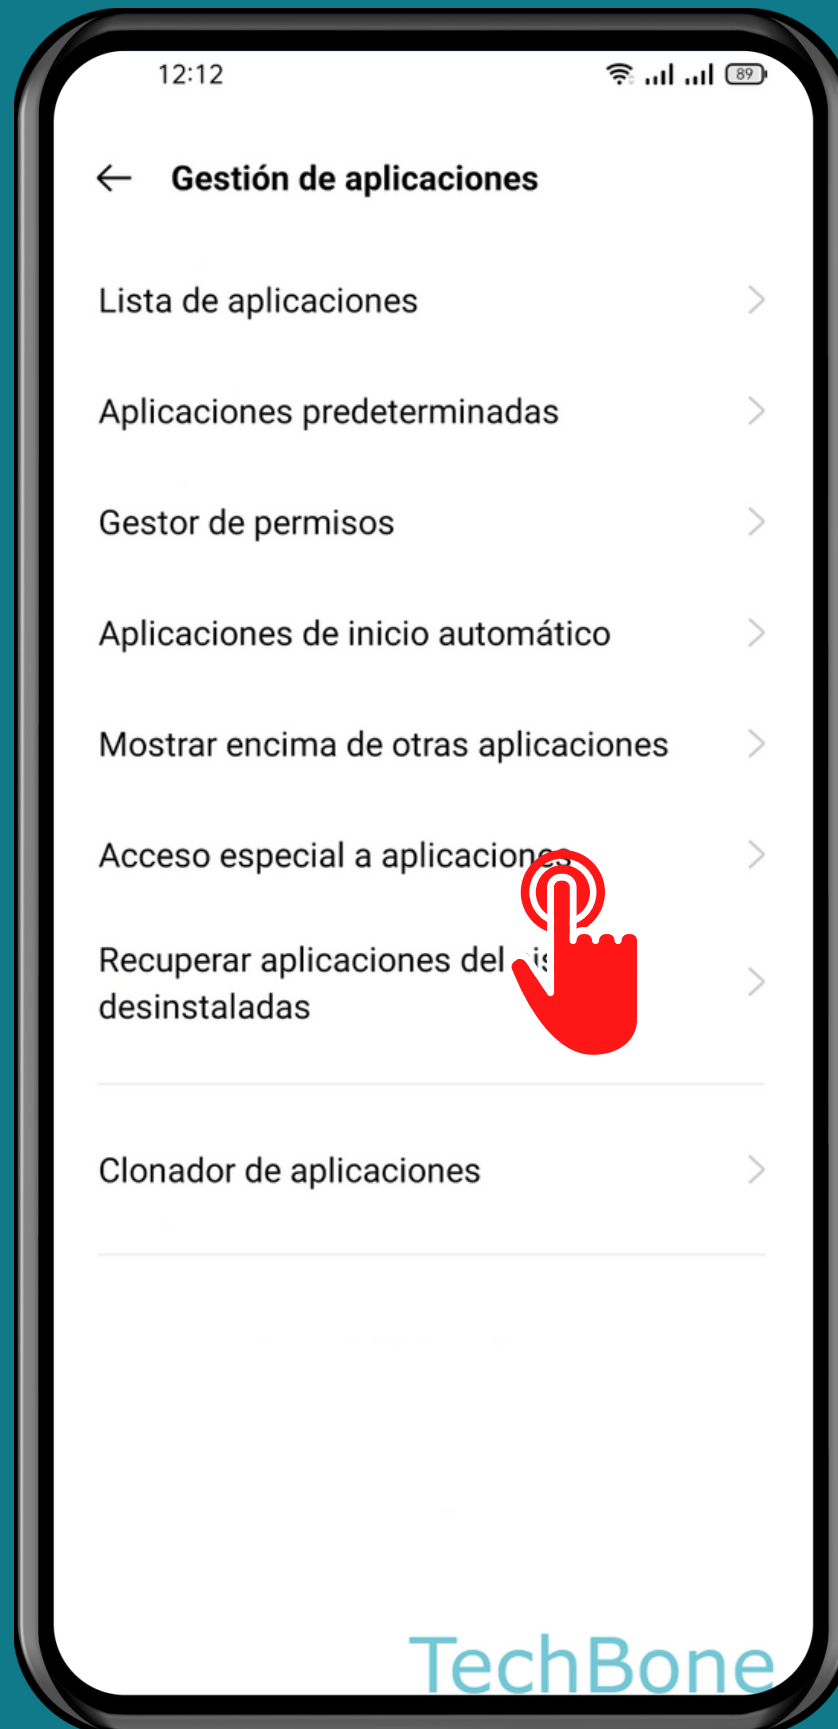 12:12
89
Gestión de aplicaciones
Lista de aplicaciones
Aplicaciones predeterminadas
Gestor de permisos
Aplicaciones de inicio automático
Mostrar encima de otras aplicaciones
Acceso especial a aplicaciones
Recuperar aplicaciones del
desinstaladas
Clonador de aplicaciones
TechBone